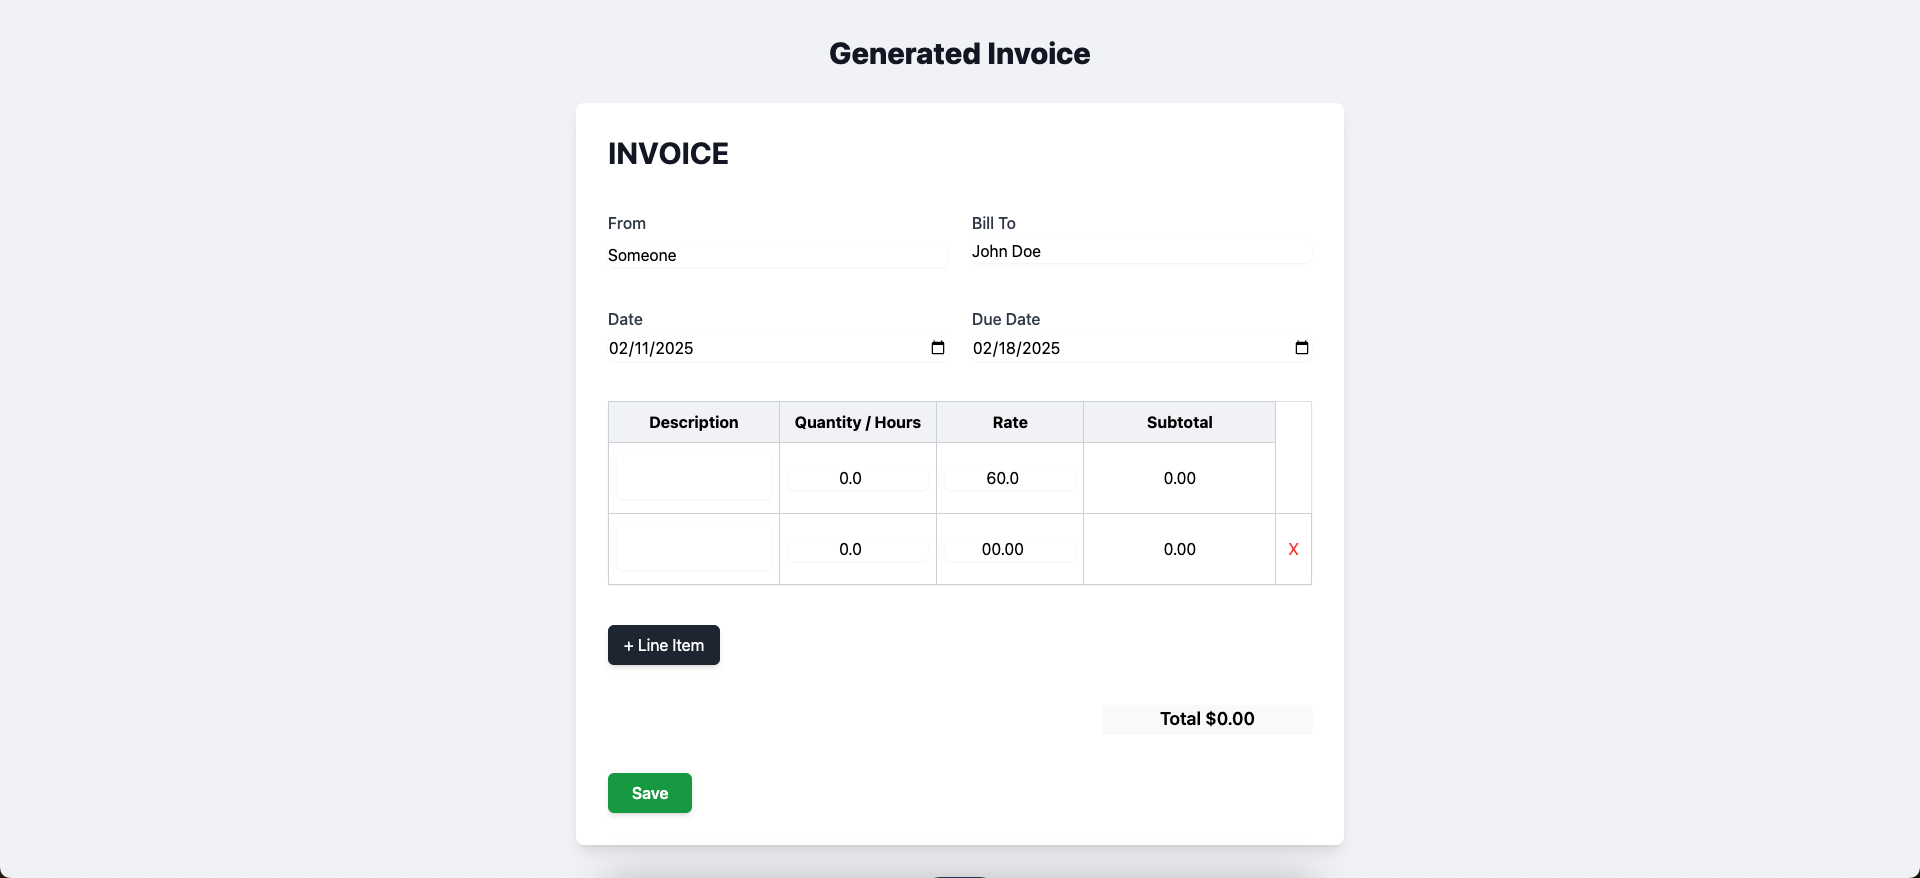 Generated Invoice
INVOICE
From
Bill To
Someone
John Doe
Date
Due Date
02/11/2025
02/18/2025
Description Quantity / Hours Rate Subtotal
0.0 60.0 0.00
0.0 00.00 0.00 X
+ Line Item
Total $0.00
Save